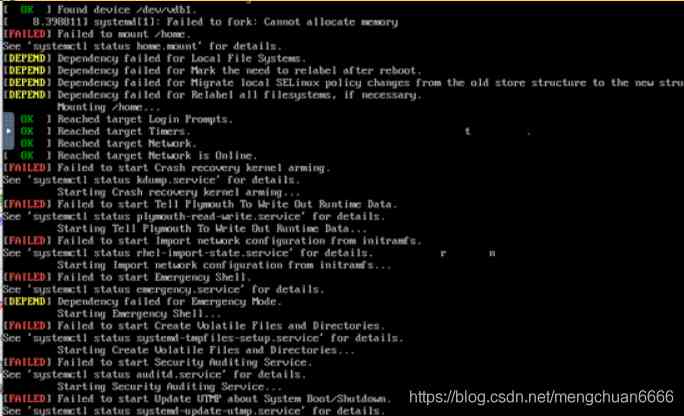 [  OK  ] Found device /dev/vdb1.
[    8.398011] systemd[1]: Failed to fork: Cannot allocate memory
[FAILED] Failed to mount /home.
See 'systemctl status home.mount' for details.
[DEPEND] Dependency failed for Local File Systems.
[DEPEND] Dependency failed for Mark the need to relabel after reboot.
[DEPEND] Dependency failed for Migrate local SELinux policy changes from the old store structure to the new stru
[DEPEND] Dependency failed for Relabel all filesystems, if necessary.
         Mounting /home...
   OK  ] Reached target Login Prompts.
   OK  ] Reached target Timers. t .
   OK  ] Reached target Network.
[  OK  ] Reached target Network is Online.
[FAILED] Failed to start Crash recovery kernel arming.
See 'systemctl status kdump.service' for details.
         Starting Crash recovery kernel arming...
[FAILED] Failed to start Tell Plymouth To Write Out Runtime Data.
See 'systemctl status plymouth-read-write.service' for details.
         Starting Tell Plymouth To Write Out Runtime Data...
[FAILED] Failed to start Import network configuration from initramfs.
See 'systemctl status rhel-import-state.service' for details. r n
         Starting Import network configuration from initramfs...
[FAILED] Failed to start Emergency Shell.
See 'systemctl status emergency.service' for details.
[DEPEND] Dependency failed for Emergency Mode.
         Starting Emergency Shell...
[FAILED] Failed to start Create Volatile Files and Directories.
See 'systemctl status systemd-tmpfiles-setup.service' for details.
         Starting Create Volatile Files and Directories...
[FAILED] Failed to start Security Auditing Service.
See 'systemctl status auditd.service' for details.
         Starting Security Auditing Service...
[FAILED] Failed to start Update UTMP about System Boot/Shutdown.
See 'systemctl status systemd-update-utmp.service' for details.
https://blog.csdn.net/mengchuan6666